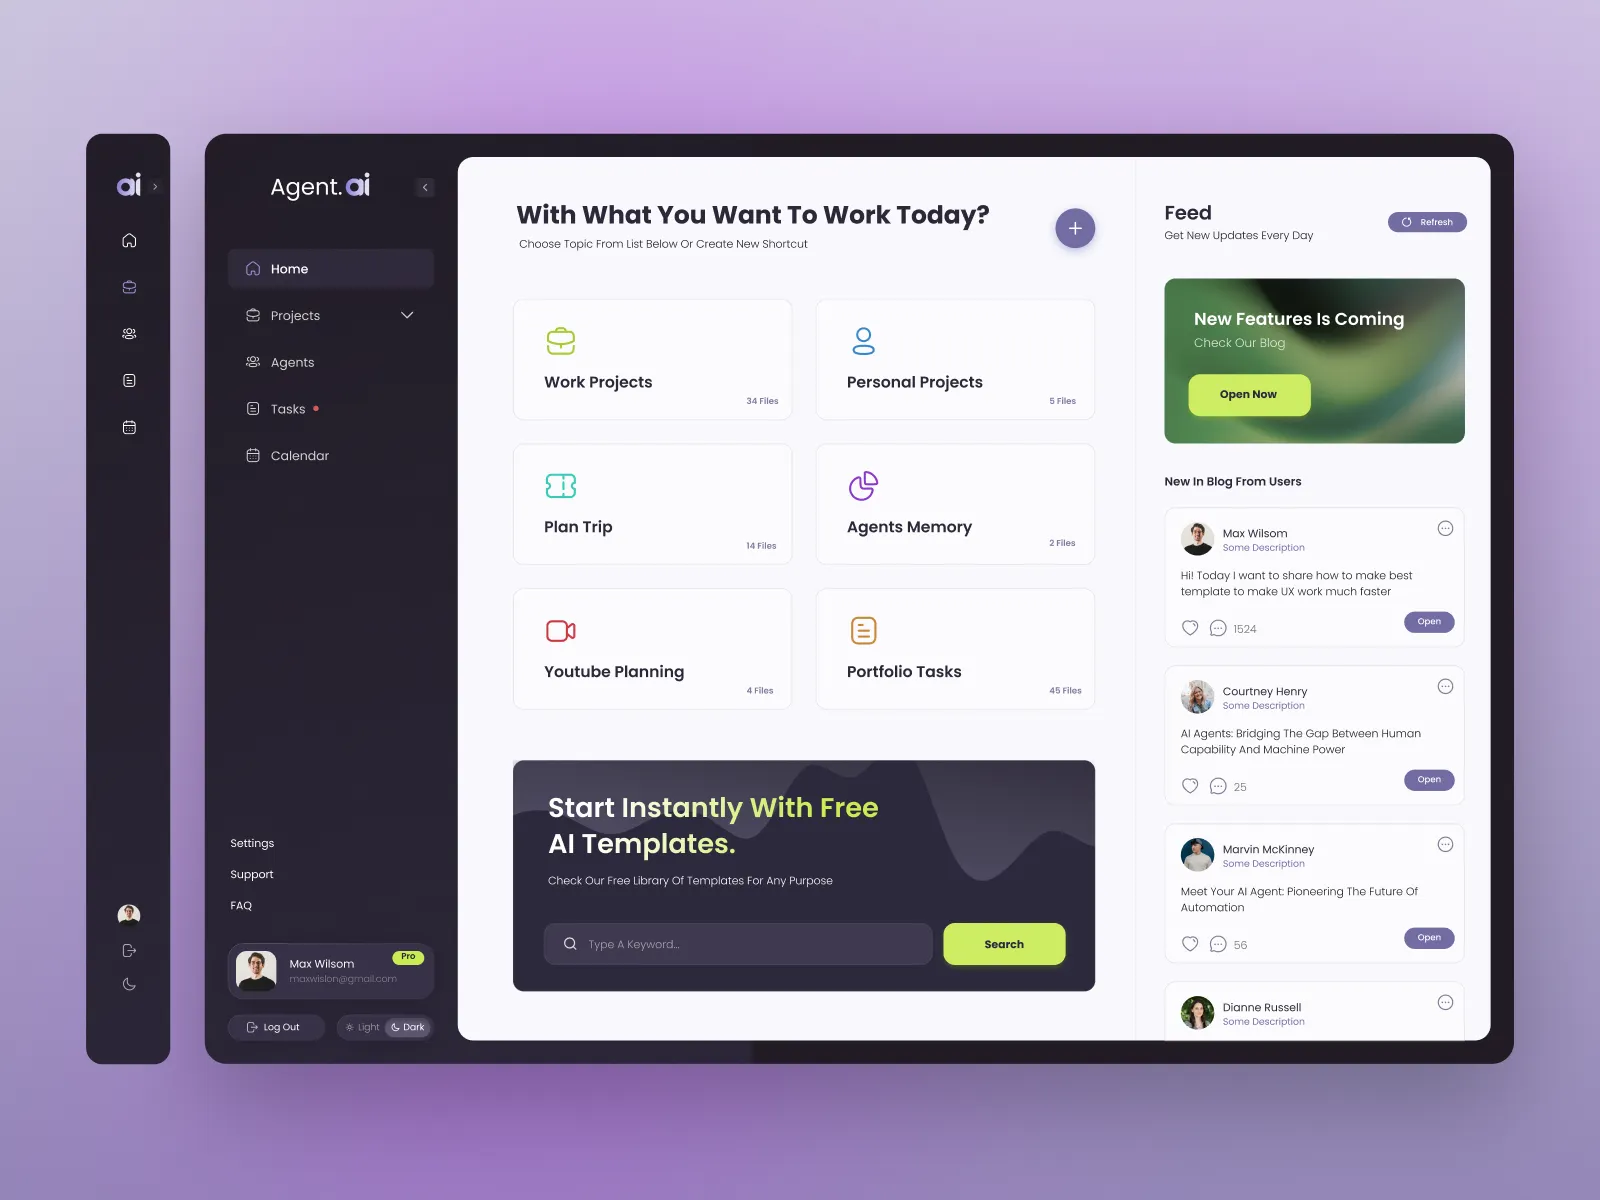 ai
Agent.ai
Home
Projects
Agents
Tasks
Calendar
Settings
Support
FAQ
Max Wilsom
Pro
maxwislon@gmail.com
Log Out
Light
Dark
With What You Want To Work Today?
Choose Topic From List Below Or Create New Shortcut
Work Projects
34 Files
Personal Projects
5 Files
Plan Trip
14 Files
Agents Memory
2 Files
Youtube Planning
4 Files
Portfolio Tasks
45 Files
Start Instantly With Free
AI Templates.
Check Our Free Library Of Templates For Any Purpose
Type A Keyword...
Search
Feed
Get New Updates Every Day
Refresh
New Features Is Coming
Check Our Blog
Open Now
New In Blog From Users
Max Wilsom
Some Description
Hi! Today I want to share how to make best
template to make UX work much faster
1524
Open
Courtney Henry
Some Description
AI Agents: Bridging The Gap Between Human
Capability And Machine Power
25
Open
Marvin McKinney
Some Description
Meet Your AI Agent: Pioneering The Future Of
Automation
56
Open
Dianne Russell
Some Description